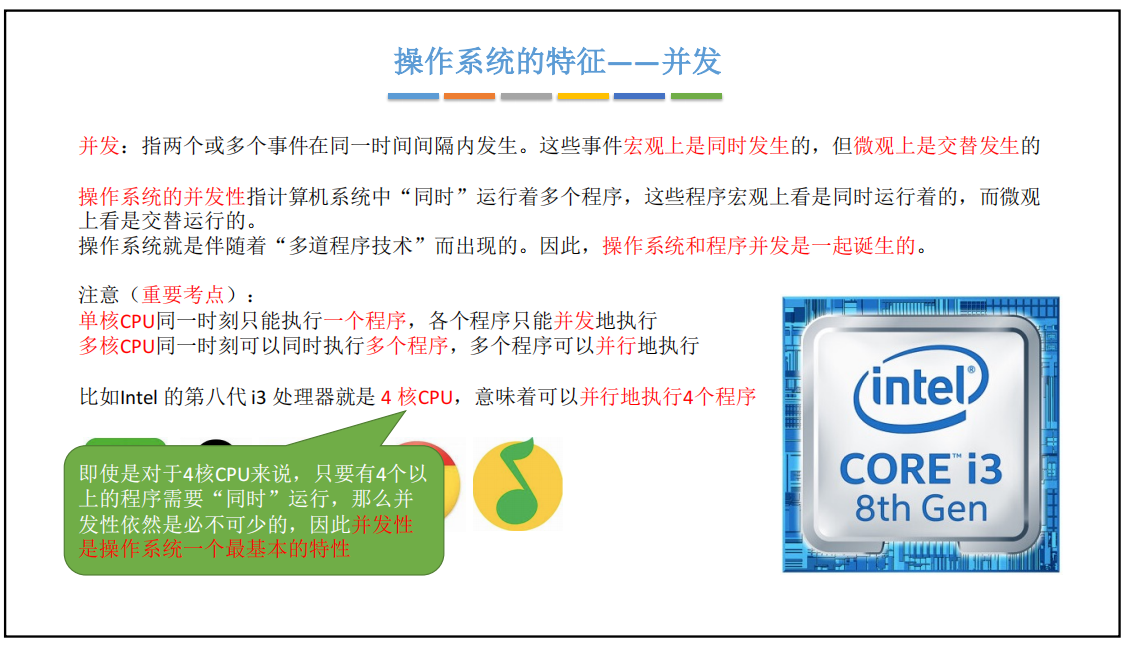 操作系统的特征——并发
并发：指两个或多个事件在同一时间间隔内发生。这些事件宏观上是同时发生的，但微观上是交替发生的
操作系统的并发性指计算机系统中“同时”运行着多个程序，这些程序宏观上看是同时运行着的，而微观
上看是交替运行的。
操作系统就是伴随着“多道程序技术”而出现的。因此，操作系统和程序并发是一起诞生的。
注意（重要考点）：
单核CPU同一时刻只能执行一个程序，各个程序只能并发地执行
多核CPU同一时刻可以同时执行多个程序，多个程序可以并行地执行
比如Intel 的第八代 i3 处理器就是 4 核CPU，意味着可以并行地执行4个程序
即使是对于4核CPU来说，只要有4个以
上的程序需要“同时”运行，那么并
发性依然是必不可少的，因此并发性
是操作系统一个最基本的特性
intel®
CORE™ i3
8th Gen